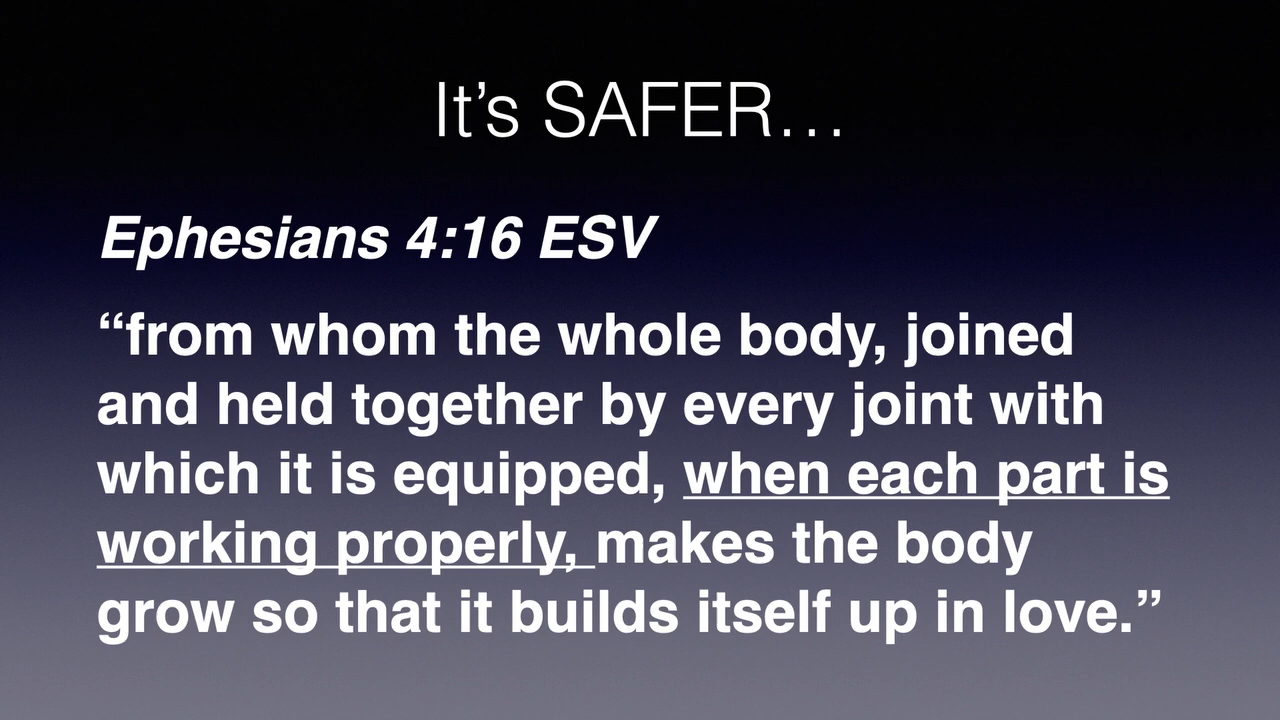 It’s SAFER…
Ephesians 4:16 ESV
“from whom the whole body, joined
and held together by every joint with
which it is equipped, when each part is
working properly, makes the body
grow so that it builds itself up in love.”